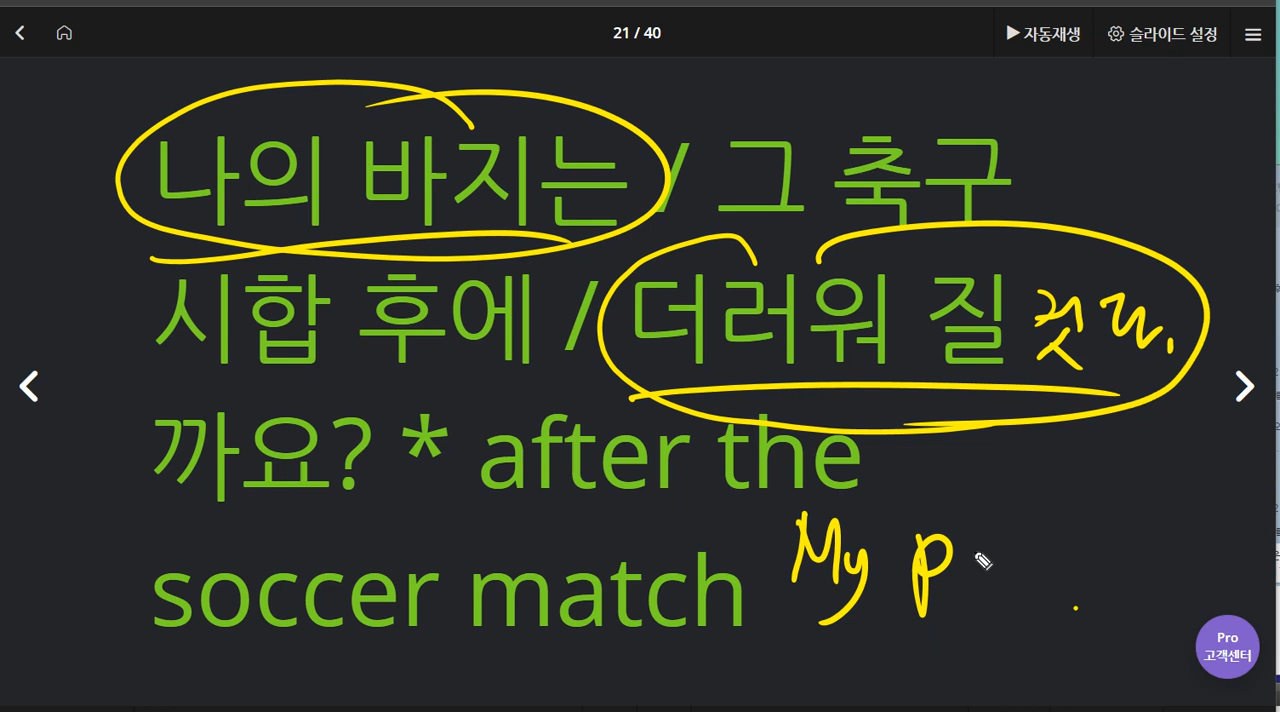 21 / 40
▶ 자동재생
슬라이드 설정
나의 바지는 / 그 축구
시합 후에 / 더러워 질
것 다.
까요? * after the
soccer match
My P
Pro
고객센터